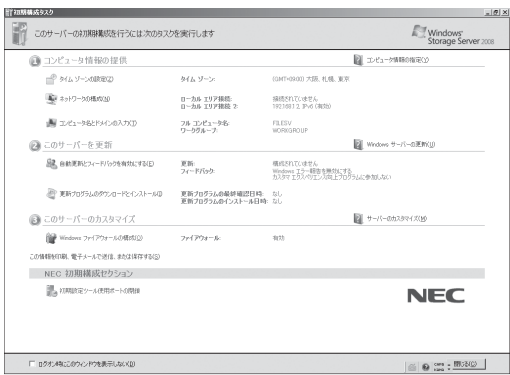 初期構成タスク
このサーバーの初期構成を行うには次のタスクを実行します
Windows Storage Server 2008
1 コンピュータ情報の提供
コンピュータ情報の指定(Y)
タイム ゾーンの設定(Z)
タイム ゾーン:
(GMT+09:00) 大阪、札幌、東京
ネットワークの構成(N)
ローカル エリア接続:
接続されていません
ローカル エリア接続 2:
192.168.1.2, IPv6 (有効)
コンピュータ名とドメインの入力(T)
フル コンピュータ名:
FILESV
ワークグループ:
WORKGROUP
2 このサーバーを更新
Windows サーバーの更新(U)
自動更新とフィードバックを有効にする(E)
更新:
構成されていません
フィードバック:
Windows エラー報告を無効にする
カスタマ エクスペリエンス向上プログラムに参加しない
更新プログラムのダウンロードとインストール(I)
更新プログラムの最終確認日時:
なし
更新プログラムのインストール日時:
なし
3 このサーバーのカスタマイズ
サーバーのカスタマイズ(M)
Windows ファイアウォールの構成(O)
ファイアウォール:
有効
この情報を印刷、電子メールで送信、または保存する(S)
NEC 初期構成セクション
初期設定ツール使用ポートの閉鎖
NEC
ログオン時にこのウィンドウを表示しない(D)
CAPS
KANA
閉じる(C)